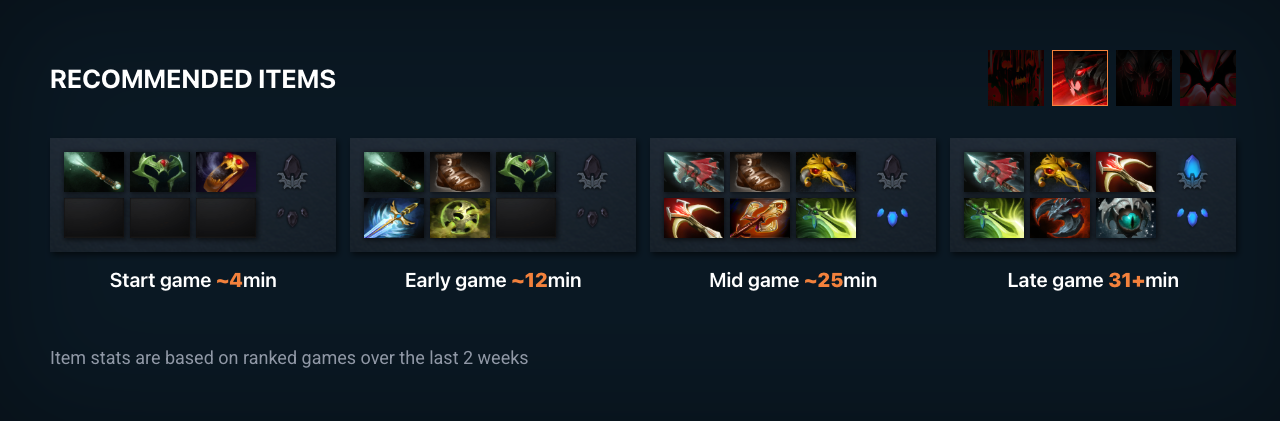 RECOMMENDED ITEMS
Start game ~4min
Early game ~12min
Mid game ~25min
Late game 31+min
Item stats are based on ranked games over the last 2 weeks